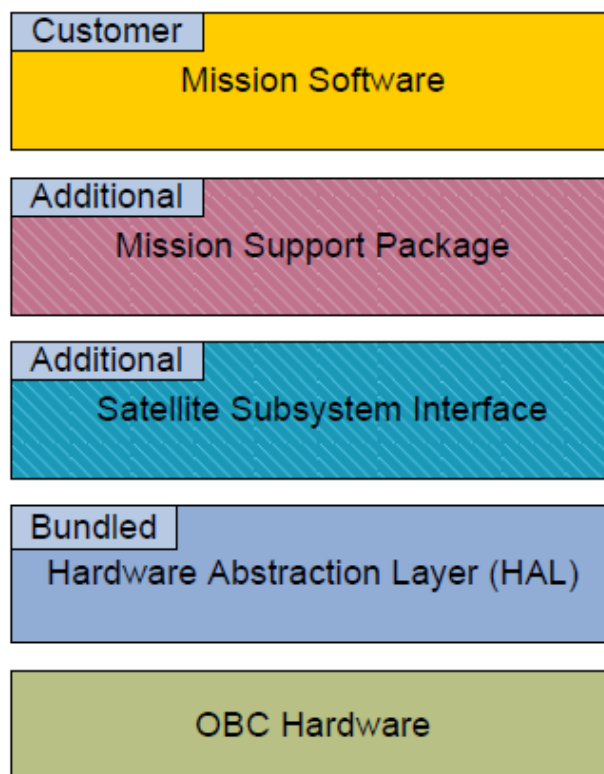 Customer
Mission Software
Additional
Mission Support Package
Additional
Satellite Subsystem Interface
Bundled
Hardware Abstraction Layer (HAL)
OBC Hardware